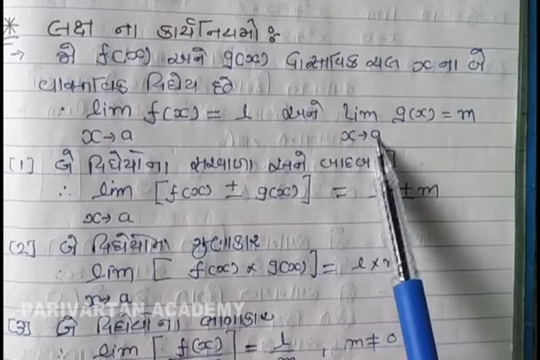 * લક્ષ ના કાર્યનિયમો :
→ જો f(x) અને g(x) વાસ્તવિક ચલ x ના બે
વાસ્તવિક વિધેય હોય
∴ lim f(x) = l અને lim g(x) = m
x→a x→a
(1) બે વિધેયોના સરવાળા અને બાદબા
∴ lim [f(x) ± g(x)] = ± m
x→a
(2) બે વિધેયોના ગુણાકાર
∴ lim [f(x) × g(x)] = l ×
x→a
PARIVARTAN ACADEMY
(3) બે વિધેયોના ભાગાકાર
∴ lim [f(x)] = l , m ≠ 0